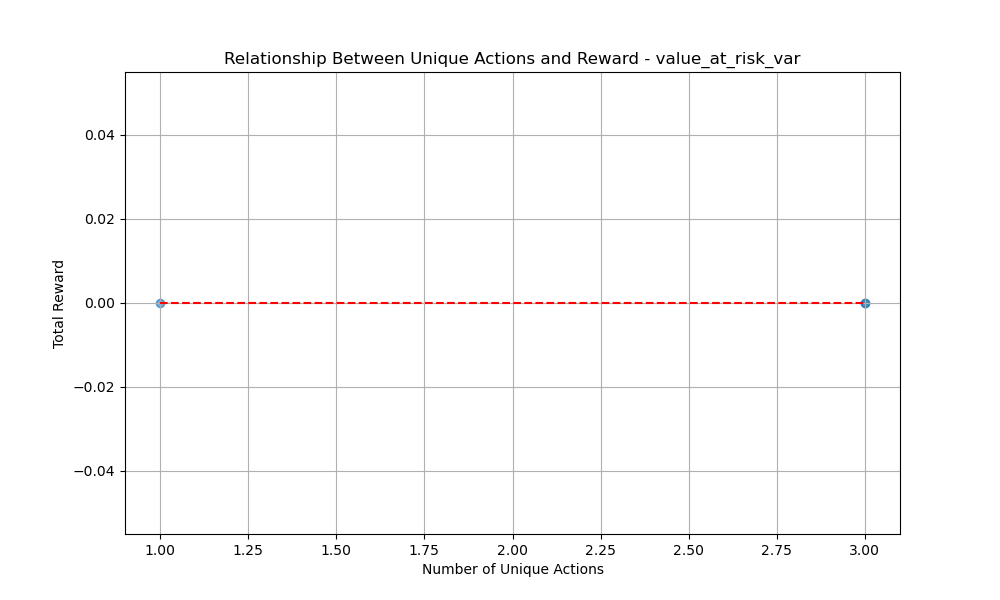 Relationship Between Unique Actions and Reward - value_at_risk_var
Total Reward
0.04
0.02
0.00
−0.02
−0.04
1.00 1.25 1.50 1.75 2.00 2.25 2.50 2.75 3.00
Number of Unique Actions